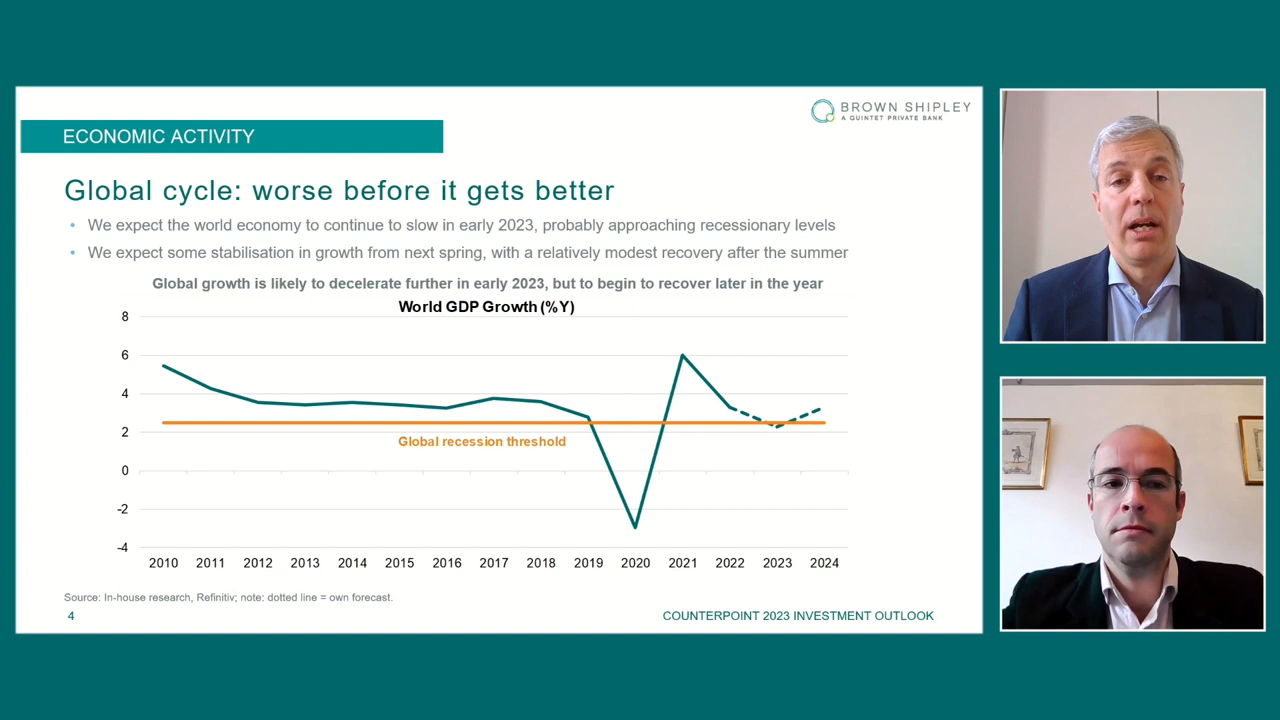 BROWN SHIPLEY
A QUINTET PRIVATE BANK
ECONOMIC ACTIVITY
Global cycle: worse before it gets better
• We expect the world economy to continue to slow in early 2023, probably approaching recessionary levels
• We expect some stabilisation in growth from next spring, with a relatively modest recovery after the summer
Global growth is likely to decelerate further in early 2023, but to begin to recover later in the year
World GDP Growth (%Y)
8
6
4
2
0
-2
-4
Global recession threshold
2010 2011 2012 2013 2014 2015 2016 2017 2018 2019 2020 2021 2022 2023 2024
Source: In-house research, Refinitiv; note: dotted line = own forecast.
4
COUNTERPOINT 2023 INVESTMENT OUTLOOK